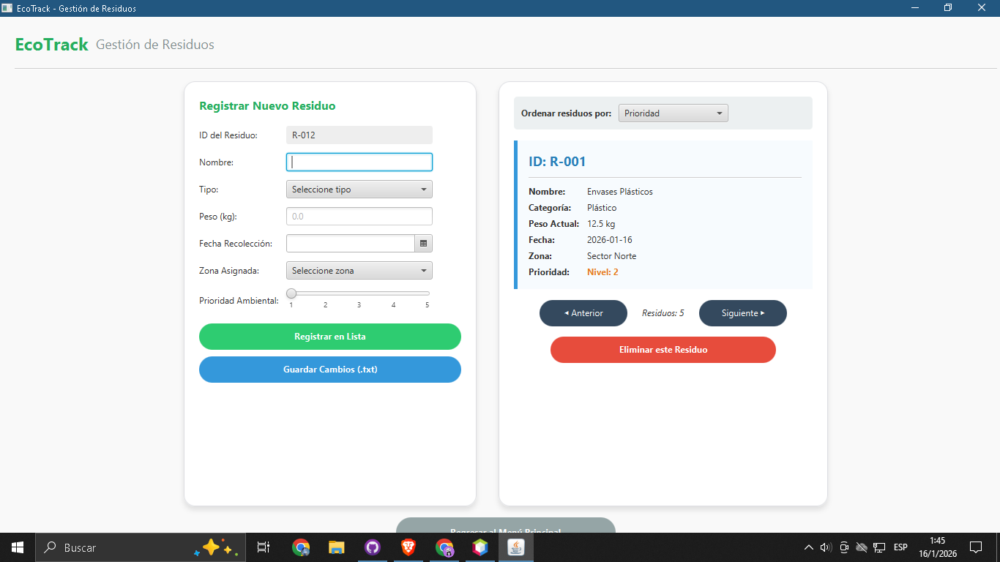 EcoTrack - Gestión de Residuos
EcoTrack Gestión de Residuos
Registrar Nuevo Residuo
ID del Residuo: R-012
Nombre:
Tipo: Seleccione tipo
Peso (kg): 0.0
Fecha Recolección:
Zona Asignada: Seleccione zona
Prioridad Ambiental: 1 2 3 4 5
Registrar en Lista
Guardar Cambios (.txt)
Ordenar residuos por: Prioridad
ID: R-001
Nombre: Envases Plásticos
Categoría: Plástico
Peso Actual: 12.5 kg
Fecha: 2026-01-16
Zona: Sector Norte
Prioridad: Nivel: 2
Anterior Residuos: 5 Siguiente
Eliminar este Residuo
Regresar al Menú Principal
Buscar
ESP
1:45
16/1/2026